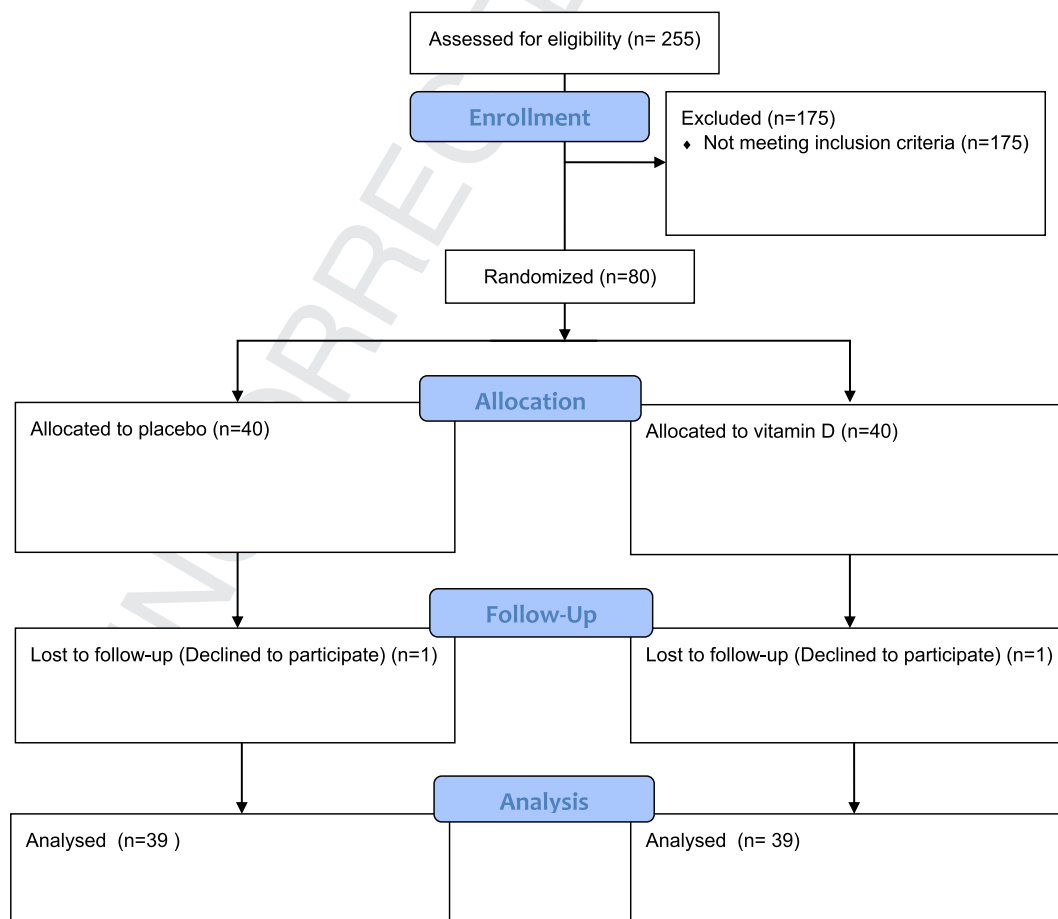 Assessed for eligibility (n= 255)
Enrollment
Excluded (n=175)
♦ Not meeting inclusion criteria (n=175)
Randomized (n=80)
Allocation
Allocated to placebo (n=40)
Allocated to vitamin D (n=40)
Follow-Up
Lost to follow-up (Declined to participate) (n=1)
Lost to follow-up (Declined to participate) (n=1)
Analysis
Analysed (n=39 )
Analysed (n= 39)